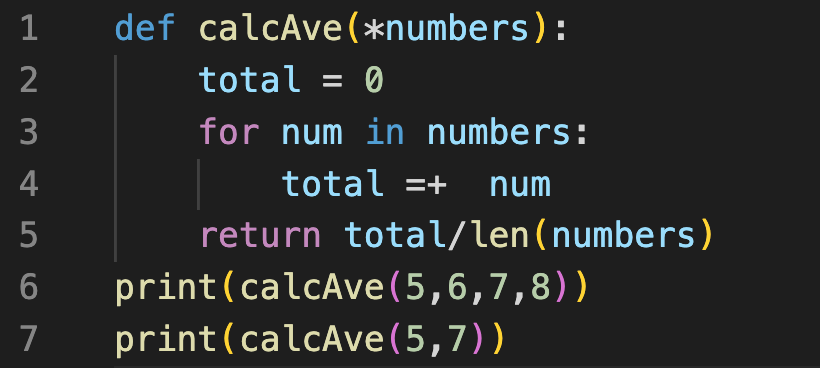 1 def calcAve(*numbers):
2     total = 0
3     for num in numbers:
4         total =+  num
5     return total/len(numbers)
6 print(calcAve(5,6,7,8))
7 print(calcAve(5,7))